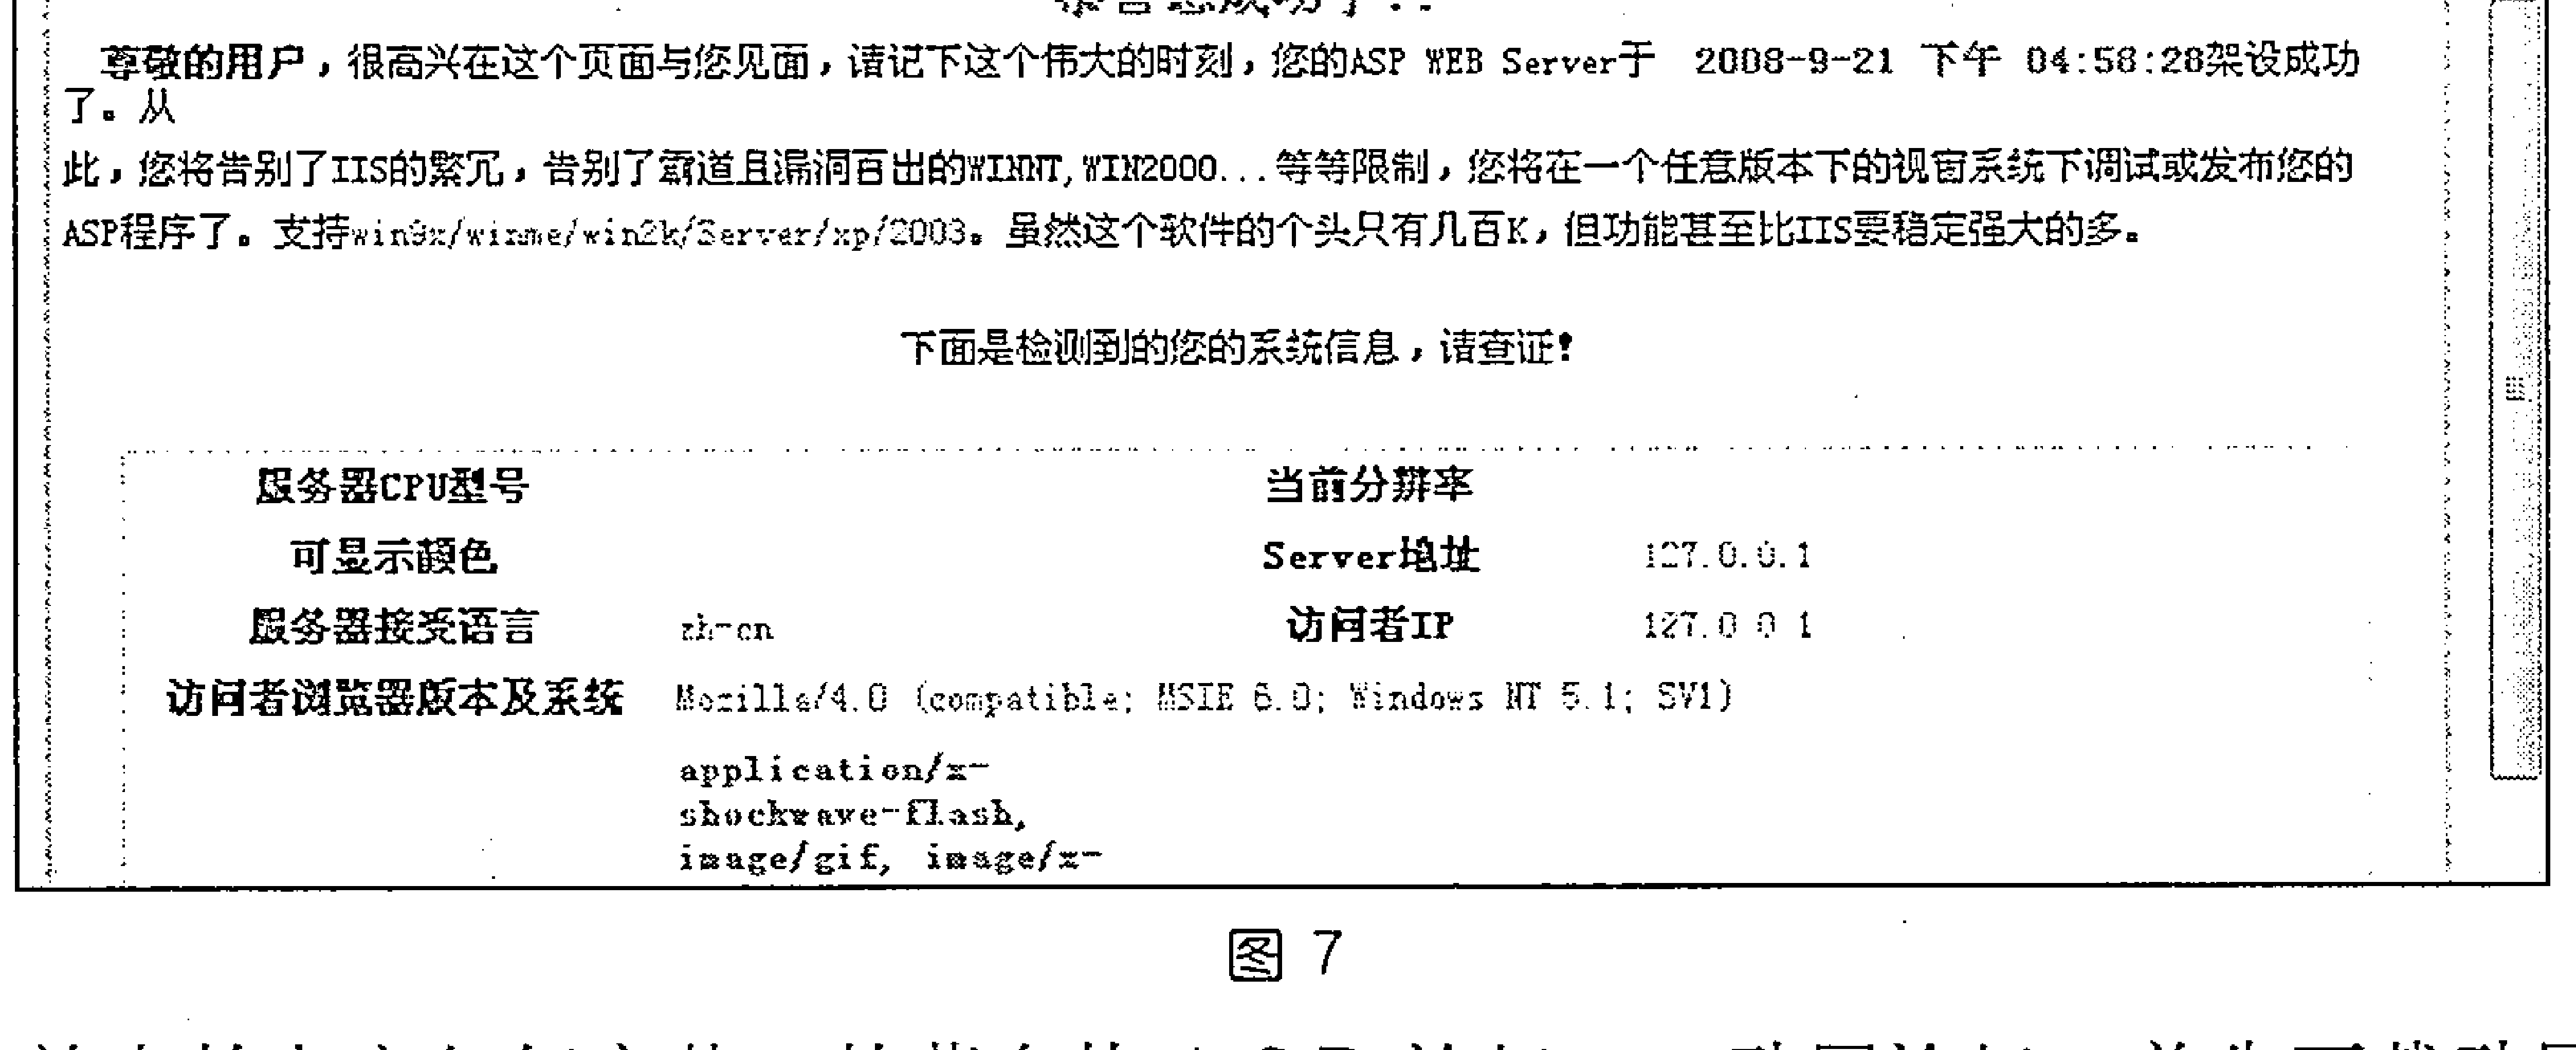 尊敬的用户，很高兴在这个页面与您见面，请记下这个伟大的时刻，您的ASP WEB Server于 2008-9-21 下午 04:58:28架设成功
了。从
此，您将告别了IIS的繁冗，告别了霸道且漏洞百出的WINNT,WIN2000...等等限制，您将在一个任意版本下的视窗系统下调试或发布您的
ASP程序了。支持win9x/winme/win2k/Server/xp/2003。虽然这个软件的个头只有几百K，但功能甚至比IIS要稳定强大的多。
下面是检测到的您的系统信息，请查证!
服务器CPU型号 当前分辨率
可显示颜色 Server地址 127.0.0.1
服务器接受语言 zh-cn 访问者IP 127.0.0.1
访问者浏览器版本及系统 Mozilla/4.0 (compatible; MSIE 6.0; Windows NT 5.1; SV1)
application/x-
shockwave-flash,
image/gif, image/x-
图 7